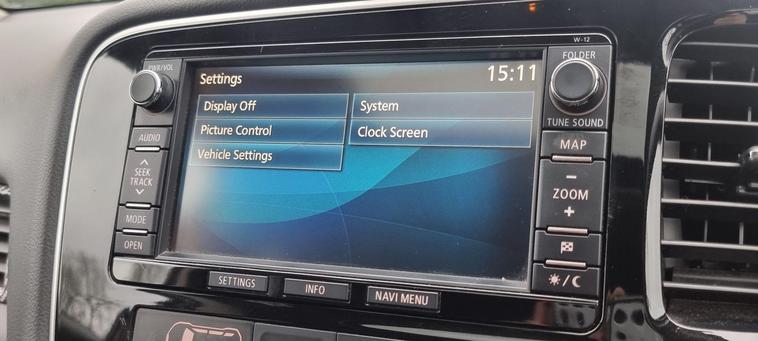 W-12
PWR/VOL
FOLDER
Settings
15:11
Display Off
System
Picture Control
Clock Screen
Vehicle Settings
AUDIO
SEEK
TRACK
MODE
OPEN
TUNE SOUND
MAP
ZOOM
SETTINGS
INFO
NAVI MENU